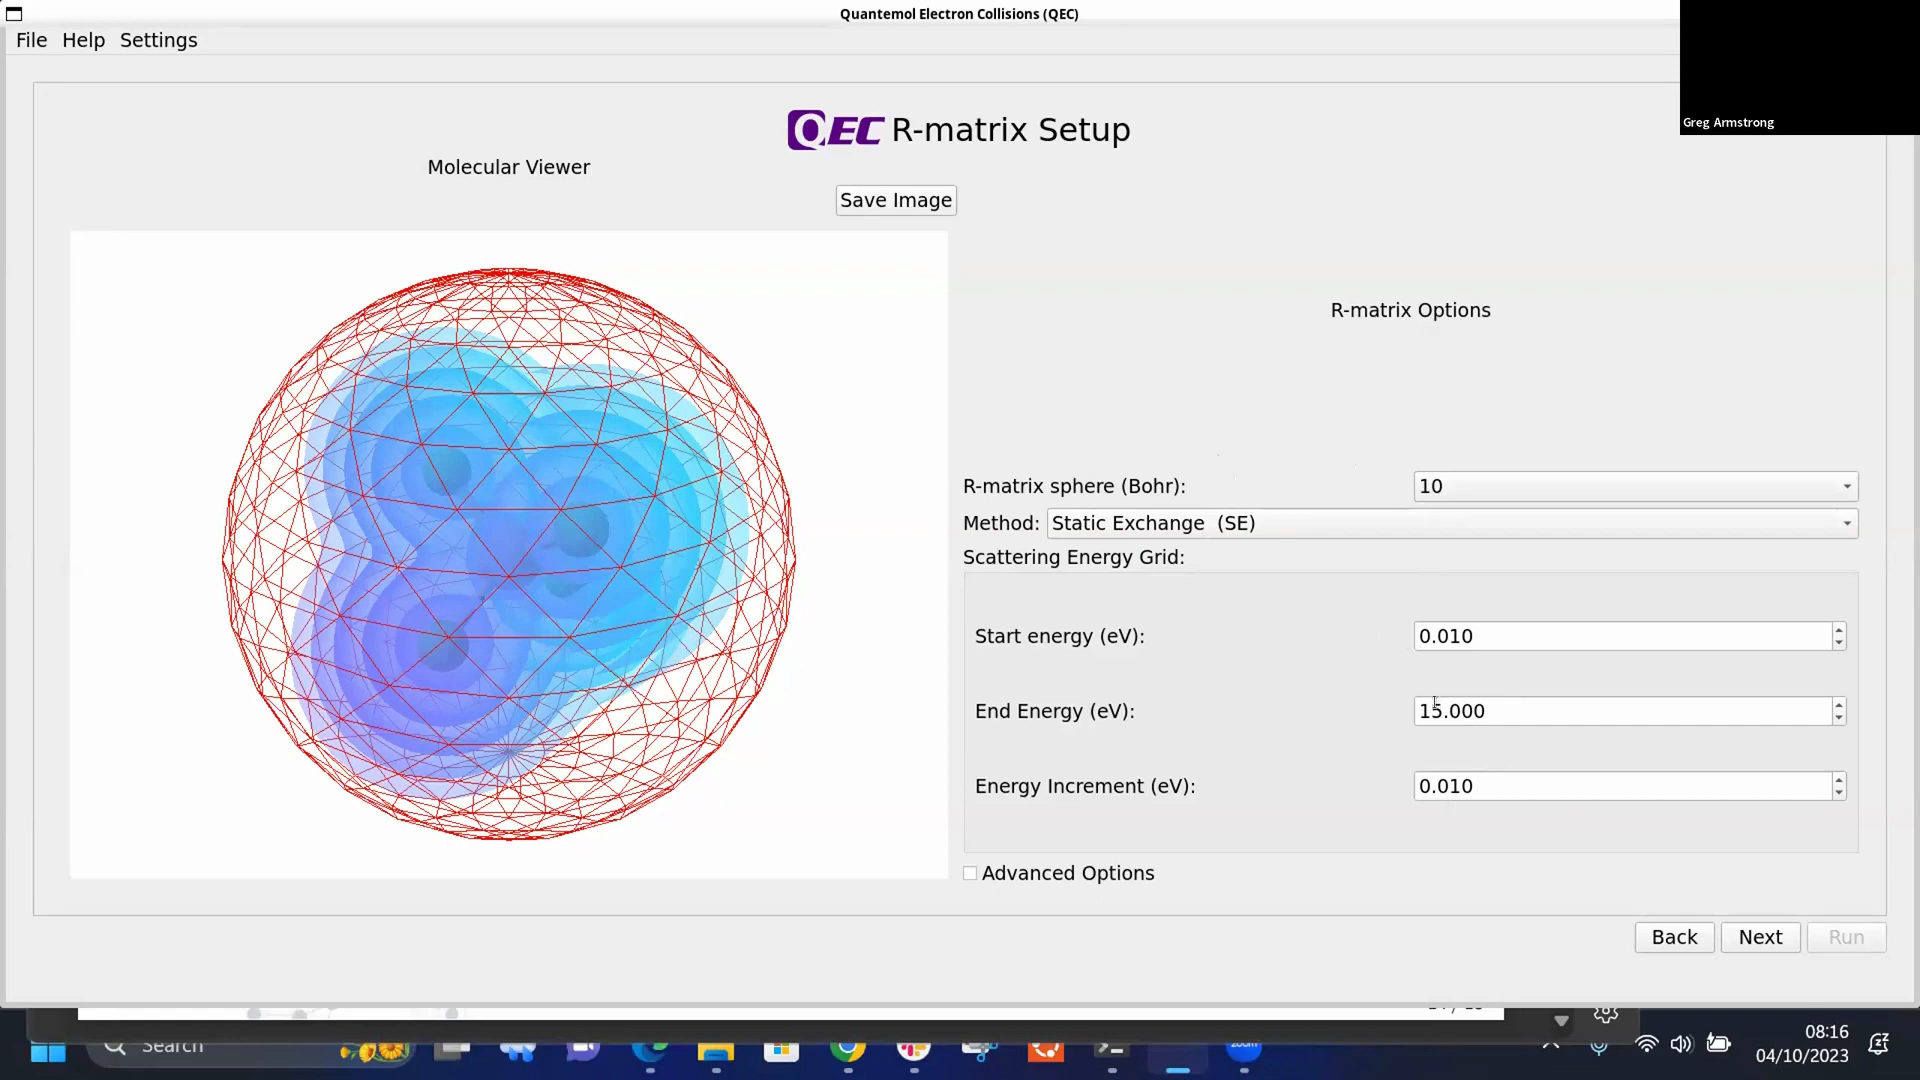 Quantemol Electron Collisions (QEC)
File Help Settings
Greg Armstrong
QEC R-matrix Setup
Molecular Viewer
Save Image
R-matrix Options
R-matrix sphere (Bohr): 10
Method: Static Exchange (SE)
Scattering Energy Grid:
Start energy (eV): 0.010
End Energy (eV): 15.000
Energy Increment (eV): 0.010
Advanced Options
Back Next Run
Search
zoom
08:16
04/10/2023